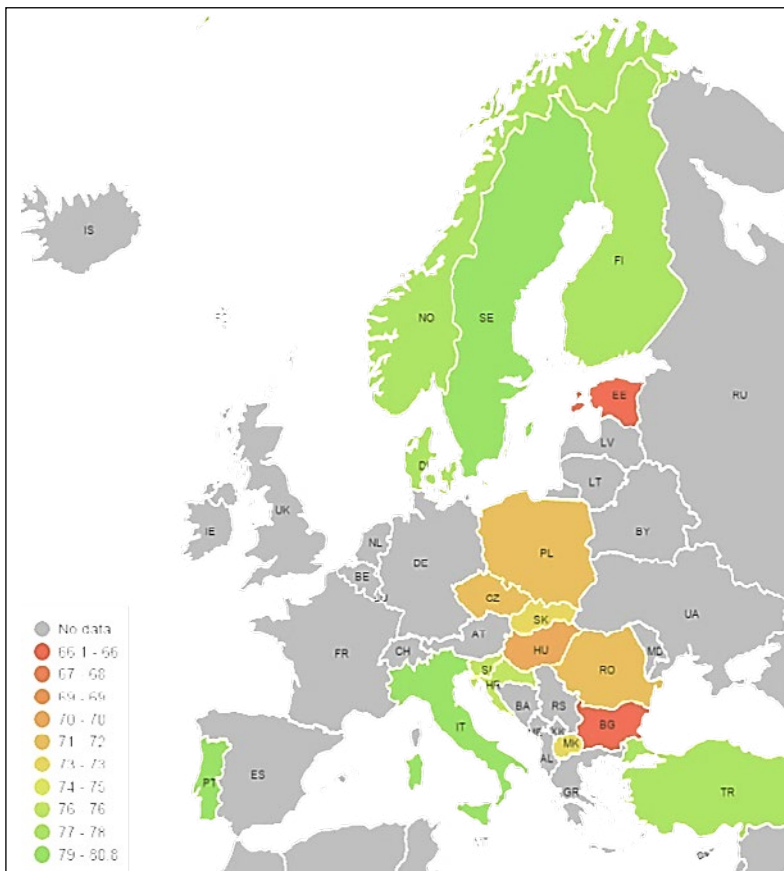 IS
NO
SE
FI
RU
EE
LV
LT
BY
IE
UK
NL
BE
DE
PL
CZ
SK
UA
FR
CH
AT
HU
RO
MD
HR
BA
RS
BG
IT
MK
AL
PT
ES
GR
TR
No data
66.1 - 66
67 - 68
69 - 69
70 - 70
71 - 72
73 - 73
74 - 75
76 - 76
77 - 78
79 - 80.8